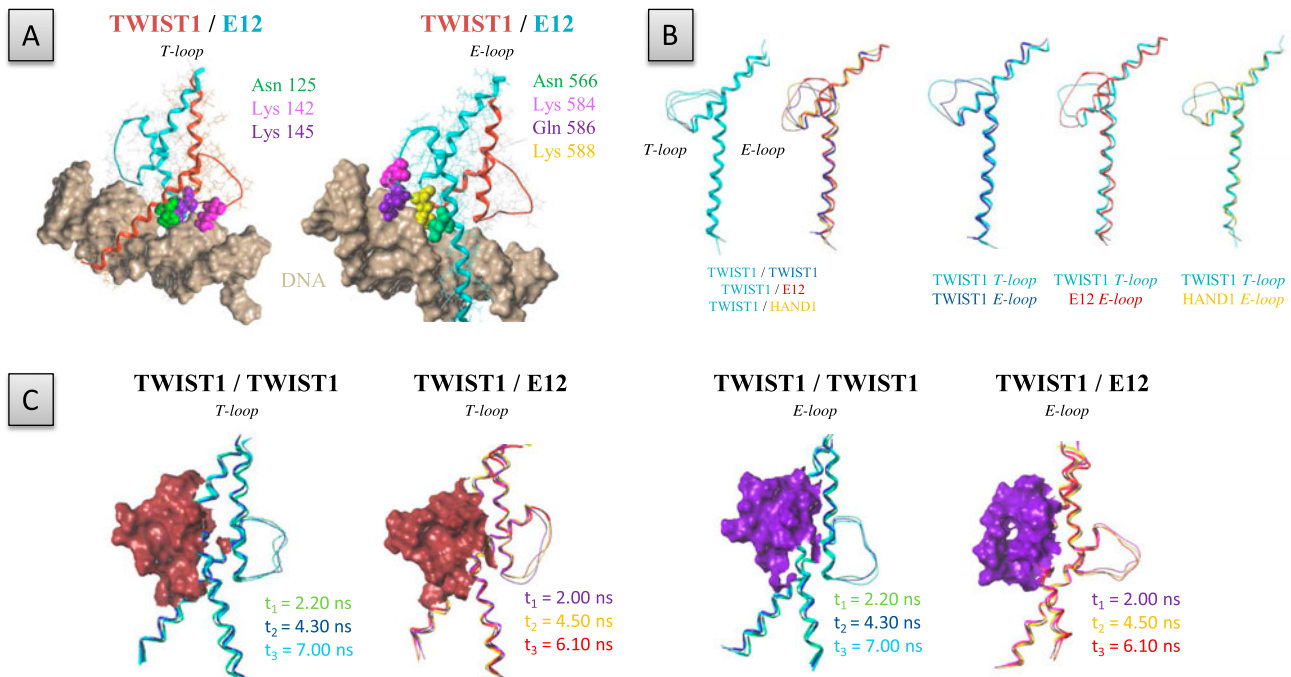 A
TWIST1 / E12
T-loop
Asn 125
Lys 142
Lys 145
TWIST1 / E12
E-loop
Asn 566
Lys 584
Gln 586
Lys 588
DNA
B
T-loop
E-loop
TWIST1 / TWIST1
TWIST1 / E12
TWIST1 / HAND1
TWIST1 T-loop
TWIST1 E-loop
TWIST1 T-loop
E12 E-loop
TWIST1 T-loop
HAND1 E-loop
C
TWIST1 / TWIST1
T-loop
t₁ = 2.20 ns
t₂ = 4.30 ns
t₃ = 7.00 ns
TWIST1 / E12
T-loop
t₁ = 2.00 ns
t₂ = 4.50 ns
t₃ = 6.10 ns
TWIST1 / TWIST1
E-loop
t₁ = 2.20 ns
t₂ = 4.30 ns
t₃ = 7.00 ns
TWIST1 / E12
E-loop
t₁ = 2.00 ns
t₂ = 4.50 ns
t₃ = 6.10 ns